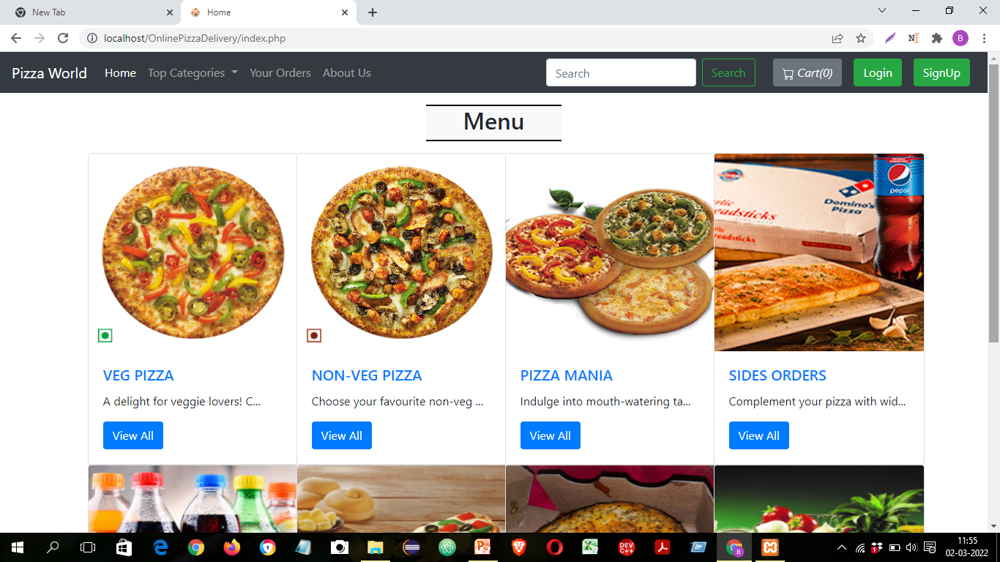 New Tab
Home
localhost/OnlinePizzaDelivery/index.php
B
Pizza World
Home
Top Categories
Your Orders
About Us
Search
Search
Cart(0)
Login
SignUp
Menu
pepsi
Domino's
Pizza
VEG PIZZA
NON-VEG PIZZA
PIZZA MANIA
SIDES ORDERS
A delight for veggie lovers! C...
Choose your favourite non-veg ...
Indulge into mouth-watering ta...
Complement your pizza with wid...
View All
View All
View All
View All
DEV
C++
B
11:55
02-03-2022